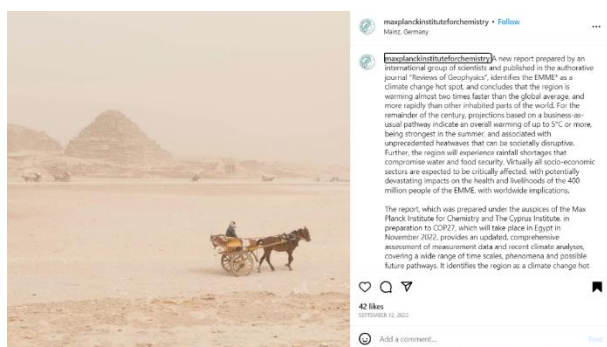 maxplanckinstituteforchemistry • Follow
Mainz, Germany
maxplanckinstituteforchemistry A new report prepared by an
international group of scientists and published in the authorative
journal "Reviews of Geophysics", identifies the EMME* as a
climate change hot spot, and concludes that the region is
warming almost two times faster than the global average, and
more rapidly than other inhabited parts of the world. For the
remainder of the century, projections based on a business-as-
usual pathway indicate an overall warming of up to 5°C or more,
being strongest in the summer, and associated with
unprecedented heatwaves that can be societally disruptive.
Further, the region will experience rainfall shortages that
compromise water and food security. Virtually all socio-economic
sectors are expected to be critically affected, with potentially
devastating impacts on the health and livelihoods of the 400
million people of the EMME, with worldwide implications.
The report, which was prepared under the auspices of the Max
Planck Institute for Chemistry and The Cyprus Institute, in
preparation to COP27, which will take place in Egypt in
November 2022, provides an updated, comprehensive
assessment of measurement data and recent climate analyses,
covering a wide range of time scales, phenomena and possible
future pathways. It identifies the region as a climate change hot
42 likes
SEPTEMBER 12, 2022
Add a comment...
Post